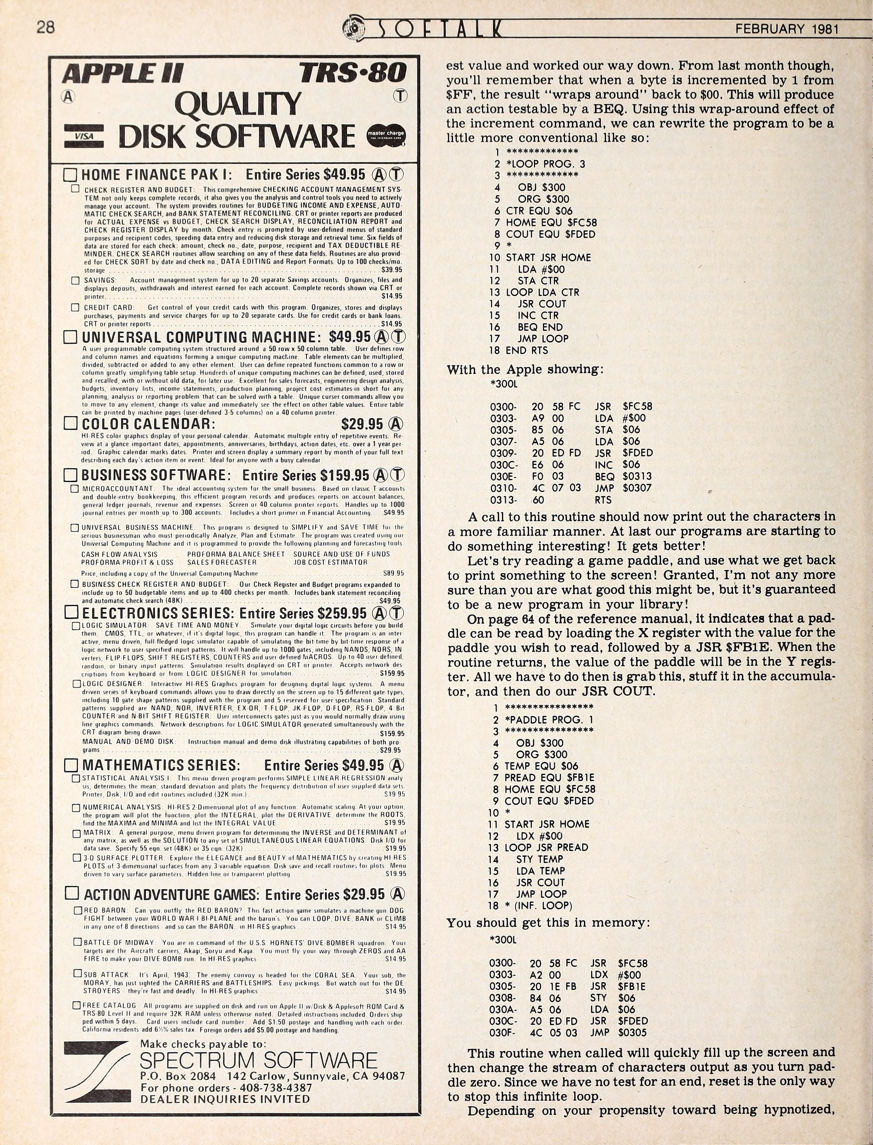 28
SOFTALK
FEBRUARY 1981
APPLE II TRS•80
A T
QUALITY
VISA DISK SOFTWARE master charge
HOME FINANCE PAK I: Entire Series $49.95 A T
CHECK REGISTER AND BUDGET: This comprehensive CHECKING ACCOUNT MANAGEMENT SYS-
TEM not only keeps complete records, it also gives you the analysis and control tools you need to actively
manage your account. The system provides routines for BUDGETING INCOME AND EXPENSE, AUTO-
MATIC CHECK SEARCH, and BANK STATEMENT RECONCILING. CRT or printer reports are produced
for ACTUAL EXPENSE vs BUDGET, CHECK SEARCH DISPLAY, RECONCILIATION REPORT and
CHECK REGISTER DISPLAY by month. Check entry is prompted by user-defined menus of standard
purposes and recipient codes, speeding data entry and reducing disk storage and retrieval time. Six fields of
data are stored for each check: amount, check no., date, purpose, recipient and TAX DEDUCTIBLE RE-
MINDER. CHECK SEARCH routines allow searching on any of these data fields. Routines are also provid-
ed for CHECK SORT by date and check no., DATA EDITING and Report Formats. Up to 100 checks/mo.
storage $39.95
SAVINGS: Account management system for up to 20 separate Savings accounts. Organizes, files and
displays deposits, withdrawals and interest earned for each account. Complete records shown via CRT or
printer $14.95
CREDIT CARD: Get control of your credit cards with this program. Organizes, stores and displays
purchases, payments and service charges for up to 20 separate cards. Use for credit cards or bank loans.
CRT or printer reports $14.95
UNIVERSAL COMPUTING MACHINE: $49.95 A T
A user programmable computing system structured around a 50 row x 50 column table. User defines row
and column names and equations forming a unique computing machine. Table elements can be multiplied,
divided, subtracted or added to any other element. User can define repeated functions common to a row or
column greatly simplifying table setup. Hundreds of unique computing machines can be defined, used, stored
and recalled, with or without old data, for later use. Excellent for sales forecasts, engineering design analysis,
budgets, inventory lists, income statements, production planning, project cost estimates in short for any
planning, analysis or reporting problem that can be solved with a table. Unique curser commands allow you
to move to any element, change its value and immediately see the effect on other table values. Entire table
can be printed by machine pages (user-defined 3-5 columns) on a 40 column printer.
COLOR CALENDAR: $29.95 A
HI-RES color graphics display of your personal calendar. Automatic multiple entry of repetitive events. Re-
view at a glance important dates, appointments, anniversaries, birthdays, action dates, etc. over a 1 year per-
iod. Graphic calendar marks dates. Printer and screen display a summary report by month of your full text
describing each day's action item or event. Ideal for anyone with a busy calendar.
BUSINESS SOFTWARE: Entire Series $159.95 A T
MICROACCOUNTANT: The ideal accounting system for the small business. Based on classic T accounts
and double-entry bookkeeping, this efficient program records and produces reports on account balances,
general ledger journals, revenue and expenses. Screen or 40 column printer reports. Handles up to 1000
journal entries per month up to 300 accounts. Includes a short primer in Financial Accounting. $49.95
UNIVERSAL BUSINESS MACHINE: This program is designed to SIMPLIFY and SAVE TIME for the
serious businessman who must periodically Analyze, Plan and Estimate. The program was created using our
Universal Computing Machine and it is programmed to provide the following planning and forecasting tools.
CASH FLOW ANALYSIS PROFORMA BALANCE SHEET SOURCE AND USE OF FUNDS
PROFORMA PROFIT & LOSS SALES FORECASTER JOB COST ESTIMATOR
Price, including a copy of the Universal Computing Machine $89.95
BUSINESS CHECK REGISTER AND BUDGET: Our Check Register and Budget programs expanded to
include up to 50 budgetable items and up to 400 checks per month. Includes bank statement reconciling
and automatic check search (48K) $49.95
ELECTRONICS SERIES: Entire Series $259.95 A T
LOGIC SIMULATOR: SAVE TIME AND MONEY. Simulate your digital logic circuits before you build
them. CMOS, TTL, or whatever, if it's digital logic, this program can handle it. The program is an inter-
active, menu driven, full-fledged logic simulator capable of simulating the bit time by bit time response of a
logic network to user-specified input patterns. It will handle up to 1000 gates, including NANDS, NORS, IN-
verters, FLIP FLOPS, SHIFT REGISTERS, COUNTERS and user-defined MACROS. Up to 40 user-defined,
random, or binary input patterns. Simulation results displayed on CRT or printer. Accepts network des-
criptions from keyboard or from LOGIC DESIGNER for simulation. $159.95
LOGIC DESIGNER: Interactive HI-RES Graphics program for designing digital logic systems. A menu
driven series of keyboard commands allows you to draw directly on the screen up to 15 different gate types,
including 10 gate shape patterns supplied with the program and 5 reserved for user specification. Standard
patterns supplied are NAND, NOR, INVERTER, EX-OR, T-FLOP, JK-FLOP, D-FLOP, RS-FLOP, 4 Bit
COUNTER and N-BIT SHIFT REGISTER. User interconnects gates just as you would normally draw using
line graphics commands. Network descriptions for LOGIC SIMULATOR generated simultaneously with the
CRT diagram being drawn. $159.95
MANUAL AND DEMO DISK: Instruction manual and demo disk illustrating capabilities of both pro-
grams $29.95
MATHEMATICS SERIES: Entire Series $49.95 A
STATISTICAL ANALYSIS I: This menu driven program performs SIMPLE LINEAR REGRESSION analy-
sis, determines the mean, standard deviation and plots the frequency distribution of user supplied data sets.
Printer, Disk, I/O and edit routines included (32K min.) $19.95
NUMERICAL ANALYSIS: HI-RES 2-Dimensional plot of any function. Automatic scaling. At your option,
the program will plot the function, plot the INTEGRAL, plot the DERIVATIVE, determine the ROOTS,
find the MAXIMA and MINIMA and list the INTEGRAL VALUE. $19.95
MATRIX: A general purpose, menu driven program for determining the INVERSE and DETERMINANT of
any matrix, as well as the SOLUTION to any set of SIMULTANEOUS LINEAR EQUATIONS. Disk I/O for
data save. Specify 55 eqn. set (48K) or 35 eqn. (32K) $19.95
3-D SURFACE PLOTTER: Explore the ELEGANCE and BEAUTY of MATHEMATICS by creating HI-RES
PLOTS of 3-dimensional surfaces from any 3-variable equation. Disk save and recall routines for plots. Menu
driven to vary surface parameters. Hidden line or transparent plotting. $19.95
ACTION ADVENTURE GAMES: Entire Series $29.95 A
RED BARON: Can you outfly the RED BARON? This fast action game simulates a machine-gun DOG-
FIGHT between your WORLD WAR I BI-PLANE and the baron's. You can LOOP, DIVE, BANK or CLIMB
in any one of 8 directions and so can the BARON. In HI-RES graphics $14.95
BATTLE OF MIDWAY: You are in command of the U.S.S. HORNETS' DIVE-BOMBER squadron. Your
targets are the Aircraft carriers, Akagi, Soryu and Kaga. You must fly your way through ZEROS and AA
FIRE to make your DIVE-BOMB run. In HI-RES graphics $14.95
SUB ATTACK: It's April, 1943. The enemy convoy is headed for the CORAL SEA. Your sub, the
MORAY, has just sighted the CARRIERS and BATTLESHIPS. Easy pickings. But watch out for the DE-
STROYERS - they're fast and deadly. In HI-RES graphics $14.95
FREE CATALOG: All programs are supplied on disk and run on Apple II w/Disk & Applesoft ROM Card &
TRS-80 Level II and require 32K RAM unless otherwise noted. Detailed instructions included. Orders ship-
ped within 5 days. Card users include card number. Add $1.50 postage and handling with each order.
California residents add 6½% sales tax. Foreign orders add $5.00 postage and handling.
Make checks payable to:
SPECTRUM SOFTWARE
P.O. Box 2084 142 Carlow, Sunnyvale, CA 94087
For phone orders - 408-738-4387
DEALER INQUIRIES INVITED
est value and worked our way down. From last month though,
you'll remember that when a byte is incremented by 1 from
$FF, the result "wraps around" back to $00. This will produce
an action testable by a BEQ. Using this wrap-around effect of
the increment command, we can rewrite the program to be a
little more conventional like so:
1 *************
2 *LOOP PROG. 3
3 *************
4 OBJ $300
5 ORG $300
6 CTR EQU $06
7 HOME EQU $FC58
8 COUT EQU $FDED
9 *
10 START JSR HOME
11 LDA #$00
12 STA CTR
13 LOOP LDA CTR
14 JSR COUT
15 INC CTR
16 BEQ END
17 JMP LOOP
18 END RTS
With the Apple showing:
*300L
0300- 20 58 FC JSR $FC58
0303- A9 00 LDA #$00
0305- 85 06 STA $06
0307- A5 06 LDA $06
0309- 20 ED FD JSR $FDED
030C- E6 06 INC $06
030E- F0 03 BEQ $0313
0310- 4C 07 03 JMP $0307
0313- 60 RTS
A call to this routine should now print out the characters in
a more familiar manner. At last our programs are starting to
do something interesting! It gets better!
Let's try reading a game paddle, and use what we get back
to print something to the screen! Granted, I'm not any more
sure than you are what good this might be, but it's guaranteed
to be a new program in your library!
On page 64 of the reference manual, it indicates that a pad-
dle can be read by loading the X register with the value for the
paddle you wish to read, followed by a JSR $FB1E. When the
routine returns, the value of the paddle will be in the Y regis-
ter. All we have to do then is grab this, stuff it in the accumula-
tor, and then do our JSR COUT.
1 ****************
2 *PADDLE PROG. 1
3 ****************
4 OBJ $300
5 ORG $300
6 TEMP EQU $06
7 PREAD EQU $FB1E
8 HOME EQU $FC58
9 COUT EQU $FDED
10 *
11 START JSR HOME
12 LDX #$00
13 LOOP JSR PREAD
14 STY TEMP
15 LDA TEMP
16 JSR COUT
17 JMP LOOP
18 * (INF. LOOP)
You should get this in memory:
*300L
0300- 20 58 FC JSR $FC58
0303- A2 00 LDX #$00
0305- 20 1E FB JSR $FB1E
0308- 84 06 STY $06
030A- A5 06 LDA $06
030C- 20 ED FD JSR $FDED
030F- 4C 05 03 JMP $0305
This routine when called will quickly fill up the screen and
then change the stream of characters output as you turn pad-
dle zero. Since we have no test for an end, reset is the only way
to stop this infinite loop.
Depending on your propensity toward being hypnotized,